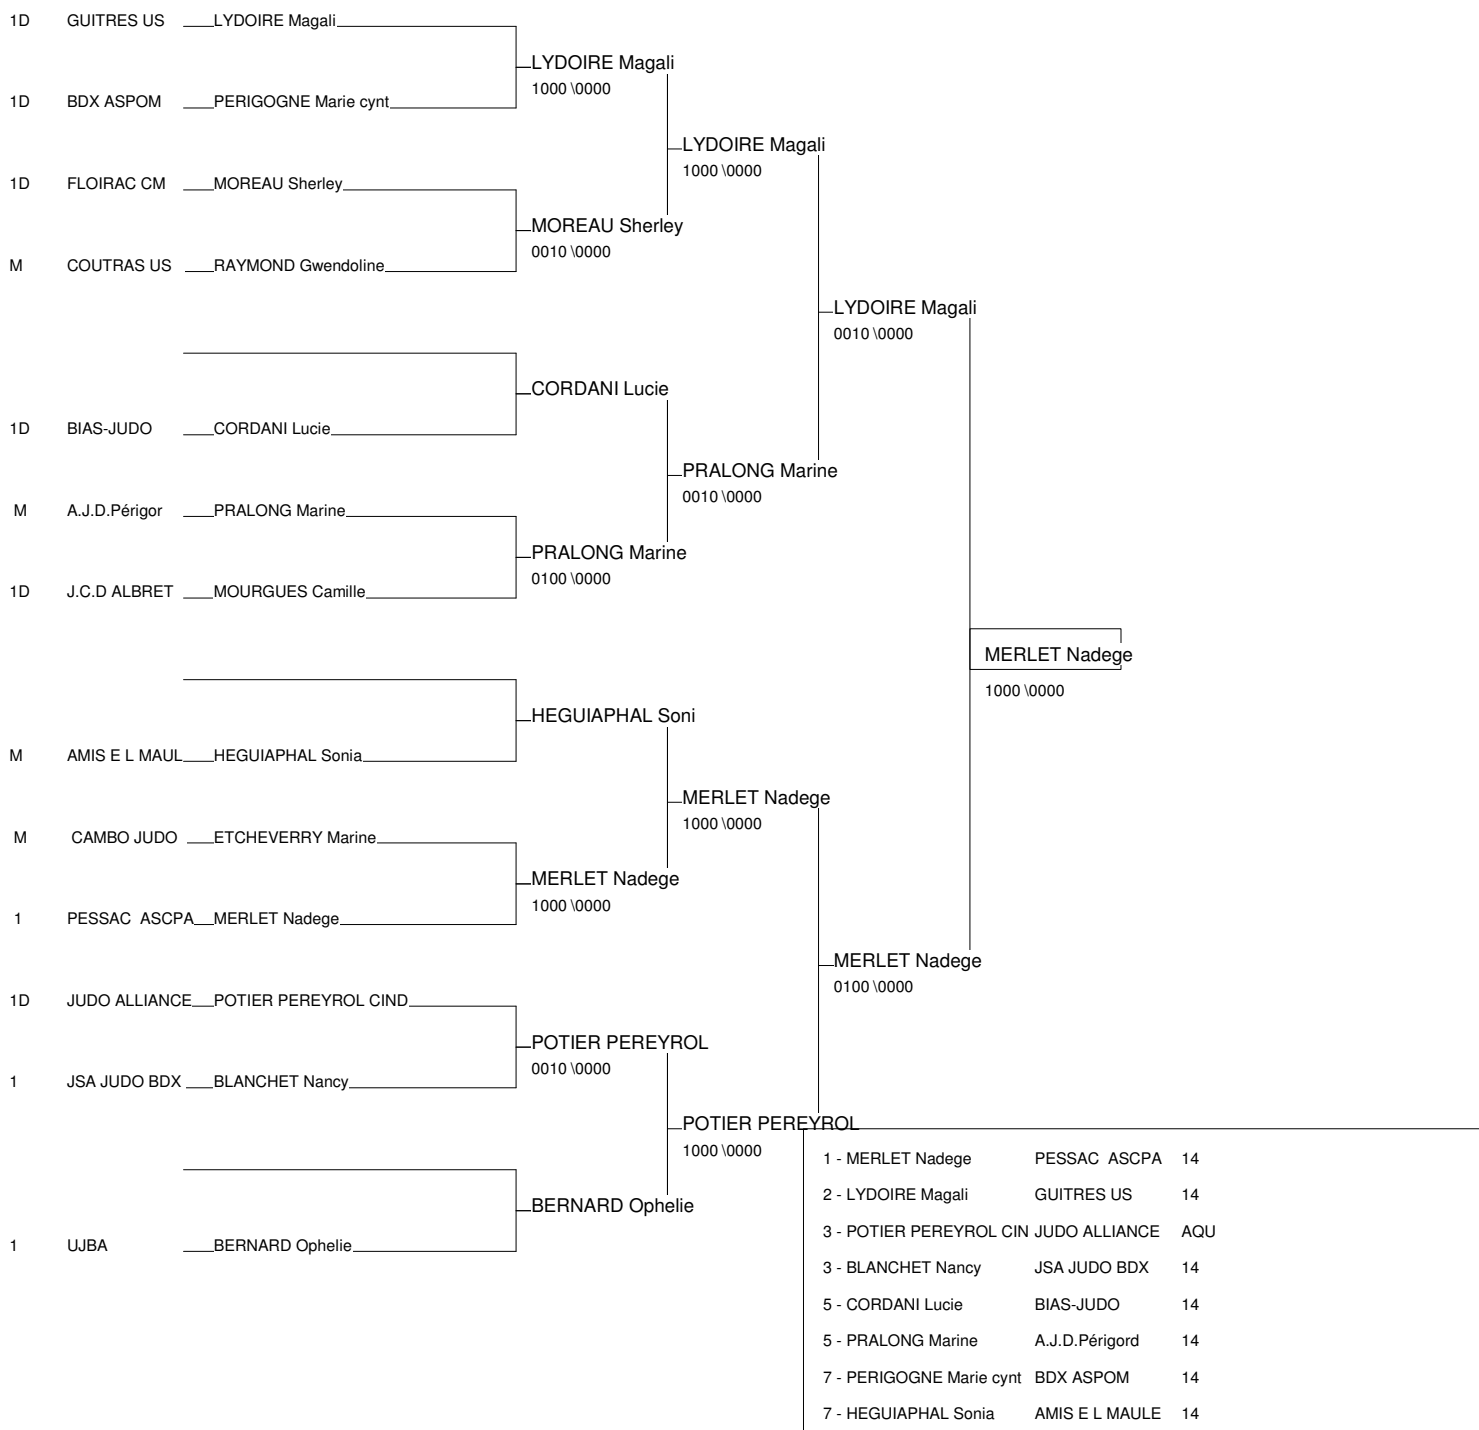 1D GUITRES US LYDOIRE Magali
LYDOIRE Magali
1000 \0000
1D BDX ASPOM PERIGOGNE Marie cynt
LYDOIRE Magali
1000 \0000
1D FLOIRAC CM MOREAU Sherley
MOREAU Sherley
0010 \0000
M COUTRAS US RAYMOND Gwendoline
LYDOIRE Magali
0010 \0000
CORDANI Lucie
1D BIAS-JUDO CORDANI Lucie
PRALONG Marine
0010 \0000
M A.J.D.Périgor PRALONG Marine
PRALONG Marine
0100 \0000
1D J.C.D ALBRET MOURGUES Camille
MERLET Nadege
1000 \0000
HEGUIAPHAL Soni
M AMIS E L MAUL HEGUIAPHAL Sonia
MERLET Nadege
1000 \0000
M CAMBO JUDO ETCHEVERRY Marine
MERLET Nadege
1000 \0000
1 PESSAC ASCPA MERLET Nadege
MERLET Nadege
0100 \0000
1D JUDO ALLIANCE POTIER PEREYROL CIND
POTIER PEREYROL
0010 \0000
1 JSA JUDO BDX BLANCHET Nancy
POTIER PEREYROL
1000 \0000
BERNARD Ophelie
1 UJBA BERNARD Ophelie
1 - MERLET Nadege PESSAC ASCPA 14
2 - LYDOIRE Magali GUITRES US 14
3 - POTIER PEREYROL CIN JUDO ALLIANCE AQU
3 - BLANCHET Nancy JSA JUDO BDX 14
5 - CORDANI Lucie BIAS-JUDO 14
5 - PRALONG Marine A.J.D.Périgord 14
7 - PERIGOGNE Marie cynt BDX ASPOM 14
7 - HEGUIAPHAL Sonia AMIS E L MAULE 14